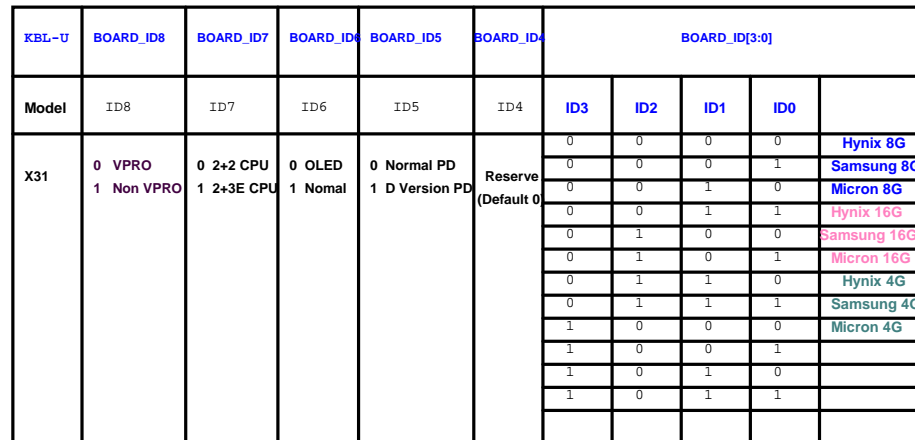 KBL-U BOARD_ID8 BOARD_ID7 BOARD_ID6 BOARD_ID5 BOARD_ID4 BOARD_ID[3:0]
Model ID8 ID7 ID6 ID5 ID4 ID3 ID2 ID1 ID0
X31
0 VPRO
1 Non VPRO
0 2+2 CPU
1 2+3E CPU
0 OLED
1 Nomal
0 Normal PD
1 D Version PD
Reserve
(Default 0)
0 0 0 0 Hynix 8G
0 0 0 1 Samsung 8G
0 0 1 0 Micron 8G
0 0 1 1 Hynix 16G
0 1 0 0 Samsung 16G
0 1 0 1 Micron 16G
0 1 1 0 Hynix 4G
0 1 1 1 Samsung 4G
1 0 0 0 Micron 4G
1 0 0 1
1 0 1 0
1 0 1 1